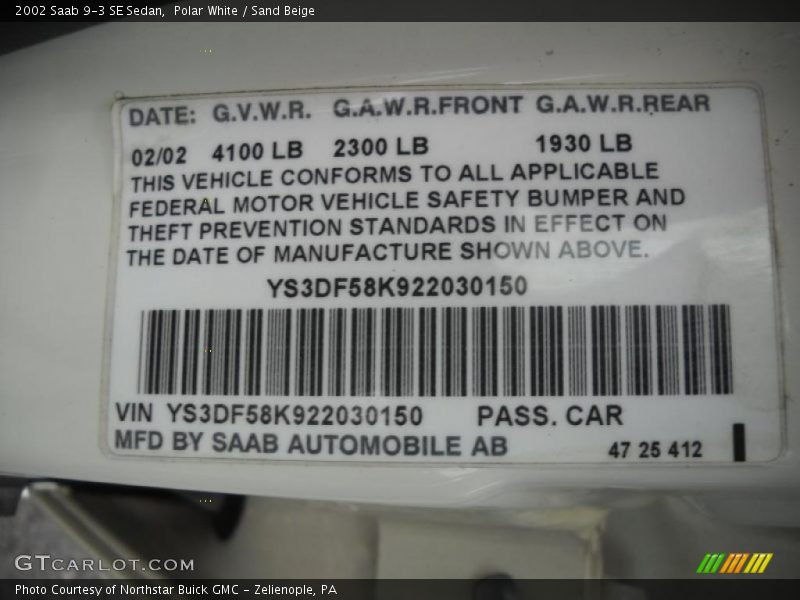 2002 Saab 9-3 SE Sedan,  Polar White / Sand Beige
DATE: G.V.W.R. G.A.W.R.FRONT G.A.W.R.REAR
02/02 4100 LB 2300 LB 1930 LB
THIS VEHICLE CONFORMS TO ALL APPLICABLE
FEDERAL MOTOR VEHICLE SAFETY BUMPER AND
THEFT PREVENTION STANDARDS IN EFFECT ON
THE DATE OF MANUFACTURE SHOWN ABOVE.
YS3DF58K922030150
VIN YS3DF58K922030150 PASS. CAR
MFD BY SAAB AUTOMOBILE AB 47 25 412
GTCARLOT.COM
Photo Courtesy of Northstar Buick GMC - Zelienople, PA